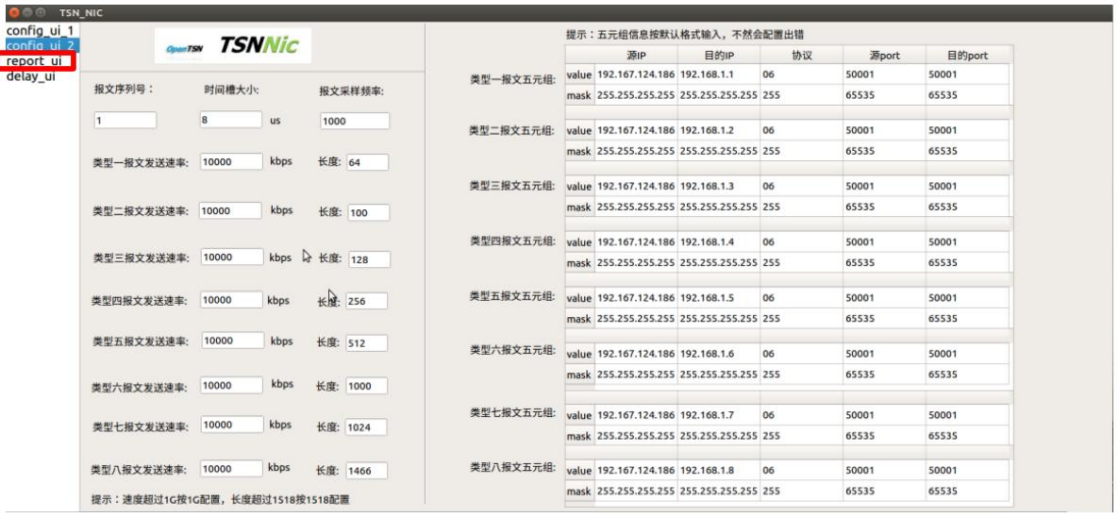 TSN_NIC
config_ui_1
config_ui_2
report_ui
delay_ui
OpenTSN TSNNic
报文序列号： 时间槽大小: 报文采样频率:
1 8 us 1000
类型一报文发送速率: 10000 kbps 长度: 64
类型二报文发送速率: 10000 kbps 长度: 100
类型三报文发送速率: 10000 kbps 长度: 128
类型四报文发送速率: 10000 kbps 长度: 256
类型五报文发送速率: 10000 kbps 长度: 512
类型六报文发送速率: 10000 kbps 长度: 1000
类型七报文发送速率: 10000 kbps 长度: 1024
类型八报文发送速率: 10000 kbps 长度: 1466
提示：速度超过1G按1G配置，长度超过1518按1518配置
提示：五元组信息按默认格式输入，不然会配置出错
源IP 目的IP 协议 源port 目的port
类型一报文五元组: value 192.167.124.186 192.168.1.1 06 50001 50001
mask 255.255.255.255 255.255.255.255 255 65535 65535
类型二报文五元组: value 192.167.124.186 192.168.1.2 06 50001 50001
mask 255.255.255.255 255.255.255.255 255 65535 65535
类型三报文五元组: value 192.167.124.186 192.168.1.3 06 50001 50001
mask 255.255.255.255 255.255.255.255 255 65535 65535
类型四报文五元组: value 192.167.124.186 192.168.1.4 06 50001 50001
mask 255.255.255.255 255.255.255.255 255 65535 65535
类型五报文五元组: value 192.167.124.186 192.168.1.5 06 50001 50001
mask 255.255.255.255 255.255.255.255 255 65535 65535
类型六报文五元组: value 192.167.124.186 192.168.1.6 06 50001 50001
mask 255.255.255.255 255.255.255.255 255 65535 65535
类型七报文五元组: value 192.167.124.186 192.168.1.7 06 50001 50001
mask 255.255.255.255 255.255.255.255 255 65535 65535
类型八报文五元组: value 192.167.124.186 192.168.1.8 06 50001 50001
mask 255.255.255.255 255.255.255.255 255 65535 65535